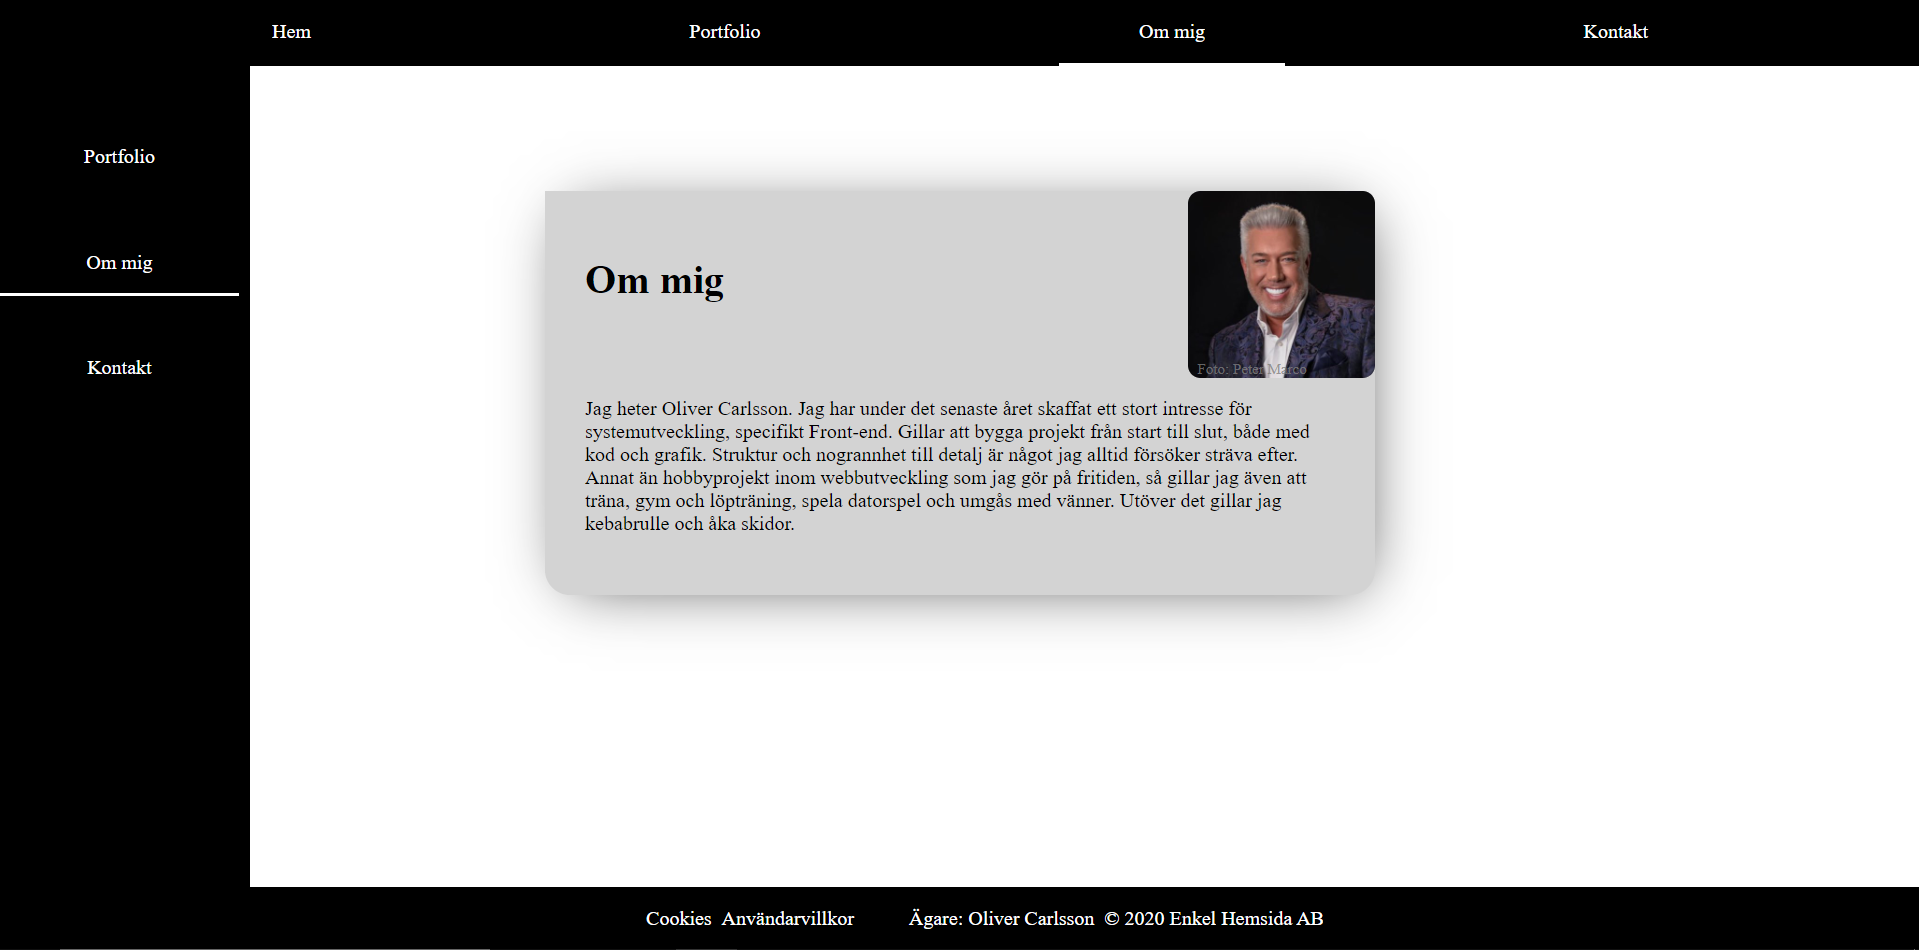 Hem
Portfolio
Om mig
Kontakt
Portfolio
Om mig
Kontakt
Om mig
Foto: Peter Marco
Jag heter Oliver Carlsson. Jag har under det senaste året skaffat ett stort intresse för
systemutveckling, specifikt Front-end. Gillar att bygga projekt från start till slut, både med
kod och grafik. Struktur och nogrannhet till detalj är något jag alltid försöker sträva efter.
Annat än hobbyprojekt inom webbutveckling som jag gör på fritiden, så gillar jag även att
träna, gym och löpträning, spela datorspel och umgås med vänner. Utöver det gillar jag
kebabrulle och åka skidor.
Cookies Användarvillkor Ägare: Oliver Carlsson © 2020 Enkel Hemsida AB